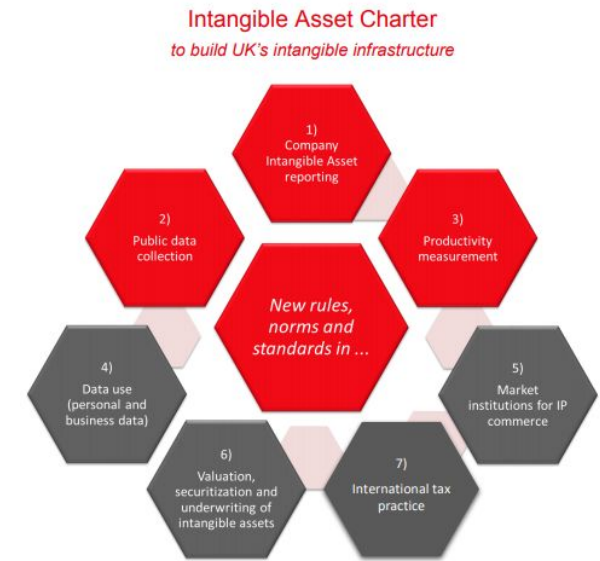 Intangible Asset Charter
to build UK's intangible infrastructure
1)
Company
Intangible Asset
reporting
2)
Public data
collection
3)
Productivity
measurement
New rules,
norms and
standards in ...
4)
Data use
(personal and
business data)
5)
Market
institutions for IP
commerce
6)
Valuation,
securitization and
underwriting of
intangible assets
7)
International tax
practice